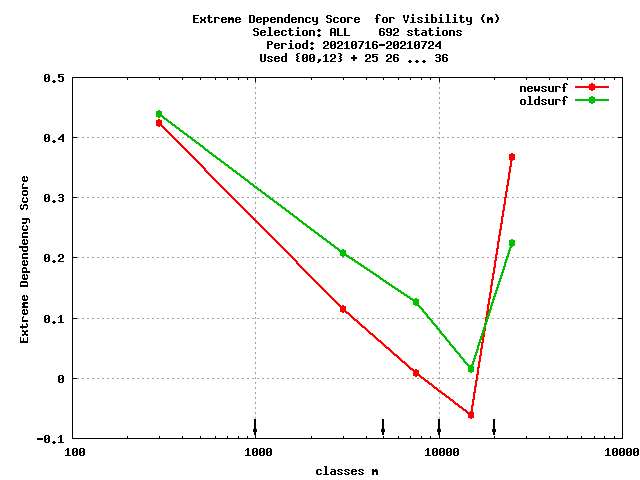 Extreme Dependency Score  for Visibility (m)
Selection: ALL    692 stations
Period: 20210716-20210724
Used {00,12} + 25 26 ... 36
0.5
newsurf
oldsurf
0.4
0.3
0.2
0.1
0
-0.1
Extreme Dependency Score
100
1000
10000
10000
classes m